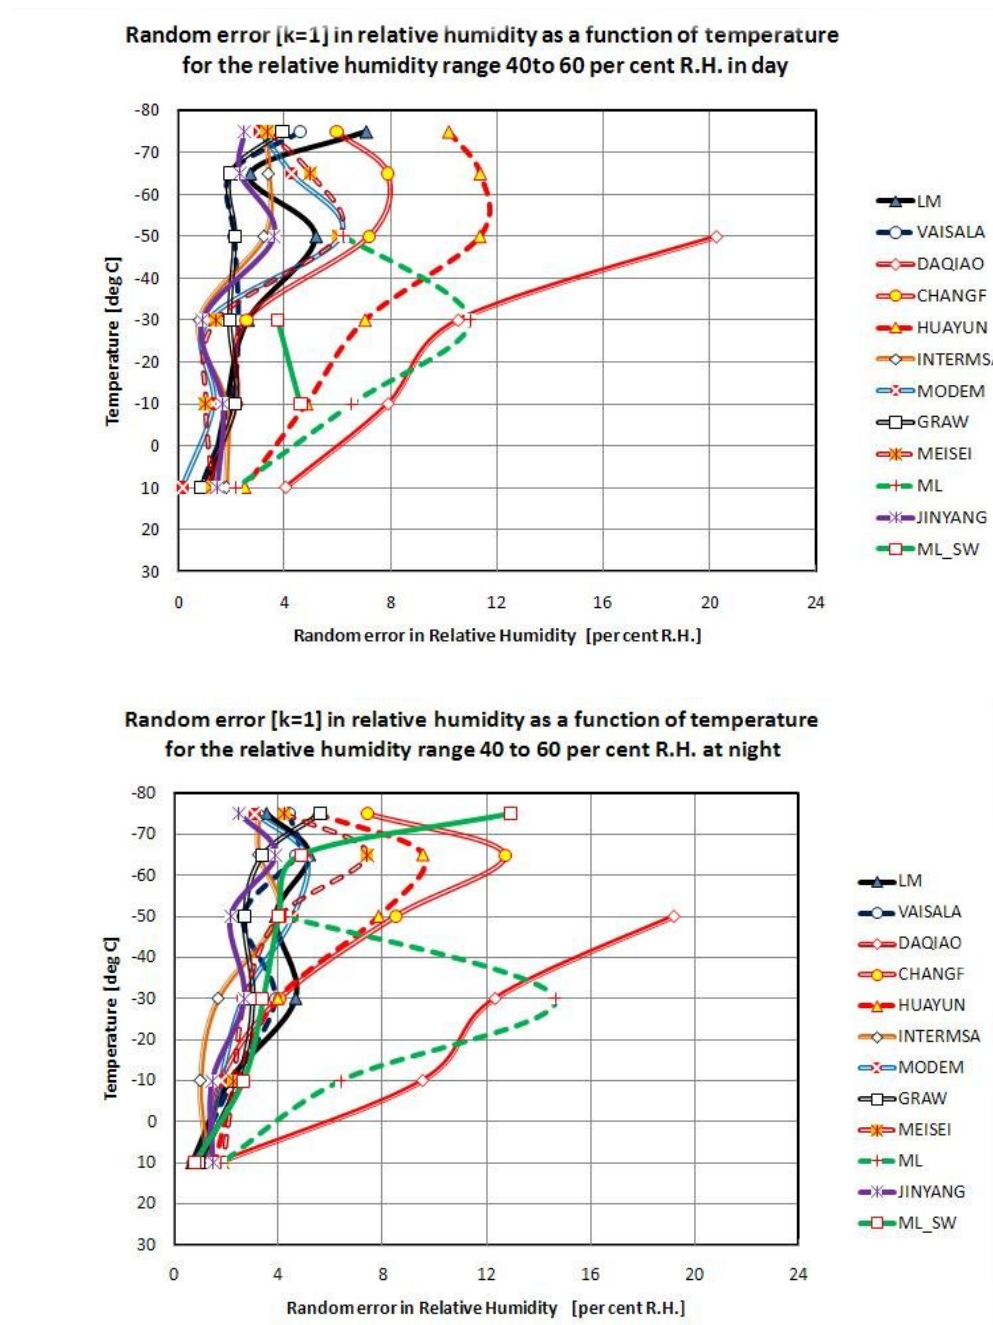 Random error [k=1] in relative humidity as a function of temperature
for the relative humidity range 40to 60 per cent R.H. in day
-80
-70
-60
-50
-40
-30
-20
-10
0
10
20
30
Temperature [deg C]
0 4 8 12 16 20 24
Random error in Relative Humidity [per cent R.H.]
LM
VAISALA
DAQIAO
CHANGF
HUAYUN
INTERMSA
MODEM
GRAW
MEISEI
ML
JINYANG
ML_SW
Random error [k=1] in relative humidity as a function of temperature
for the relative humidity range 40 to 60 per cent R.H. at night
-80
-70
-60
-50
-40
-30
-20
-10
0
10
20
30
Temperature [deg C]
0 4 8 12 16 20 24
Random error in Relative Humidity [per cent R.H.]
LM
VAISALA
DAQIAO
CHANGF
HUAYUN
INTERMSA
MODEM
GRAW
MEISEI
ML
JINYANG
ML_SW